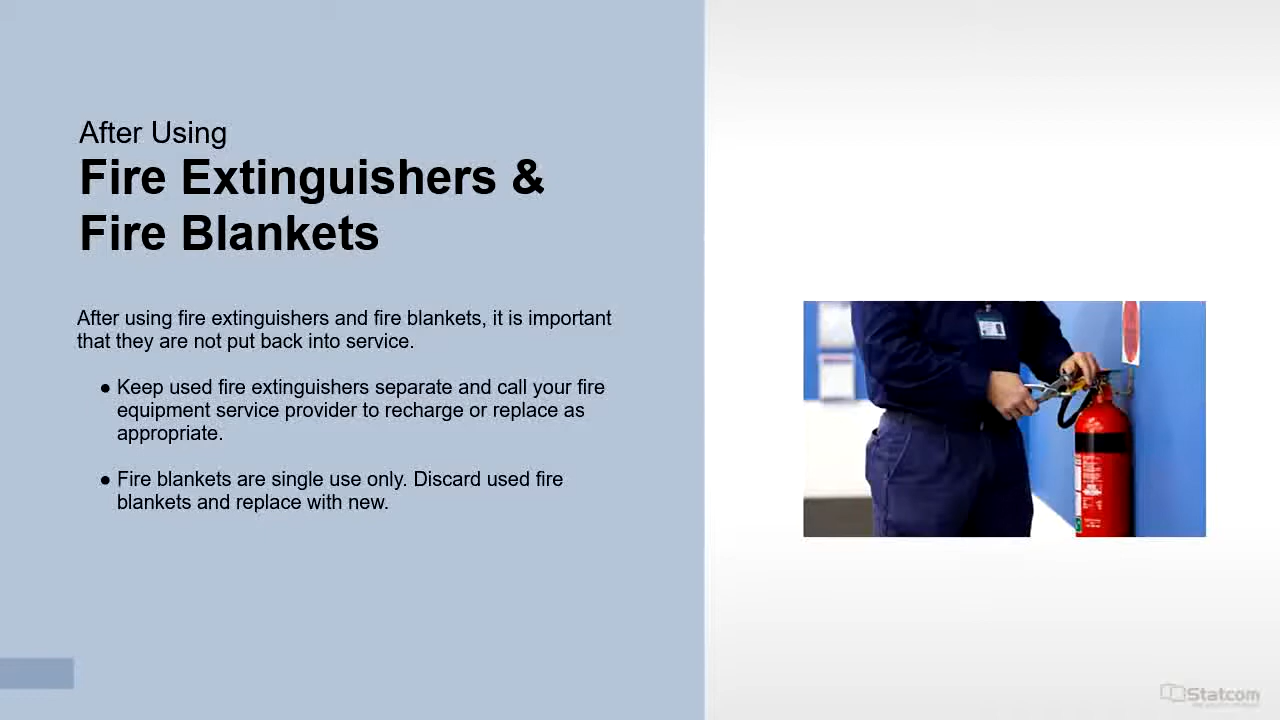 After Using
Fire Extinguishers &
Fire Blankets
After using fire extinguishers and fire blankets, it is important
that they are not put back into service.
● Keep used fire extinguishers separate and call your fire
equipment service provider to recharge or replace as
appropriate.
● Fire blankets are single use only. Discard used fire
blankets and replace with new.
Statcom